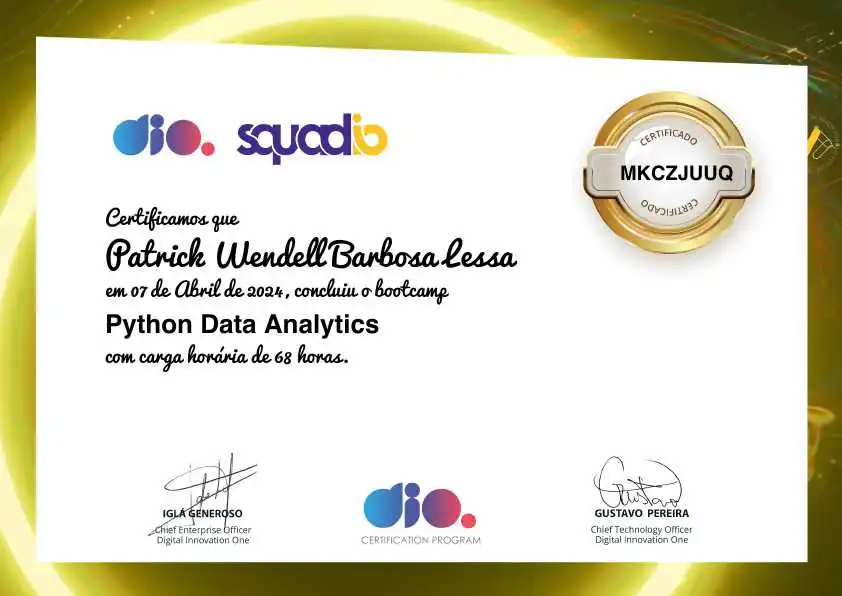 dio.
squadio
CERTIFICADO
MKCZJUUQ
CERTIFICADO
Certificamos que
Patrick Wendell Barbosa Lessa
em 07 de Abril de 2024, concluiu o bootcamp
Python Data Analytics
com carga horária de 68 horas.
IGLÁ GENEROSO
Chief Enterprise Officer
Digital Innovation One
dio.
CERTIFICATION PROGRAM
GUSTAVO PEREIRA
Chief Technology Officer
Digital Innovation One